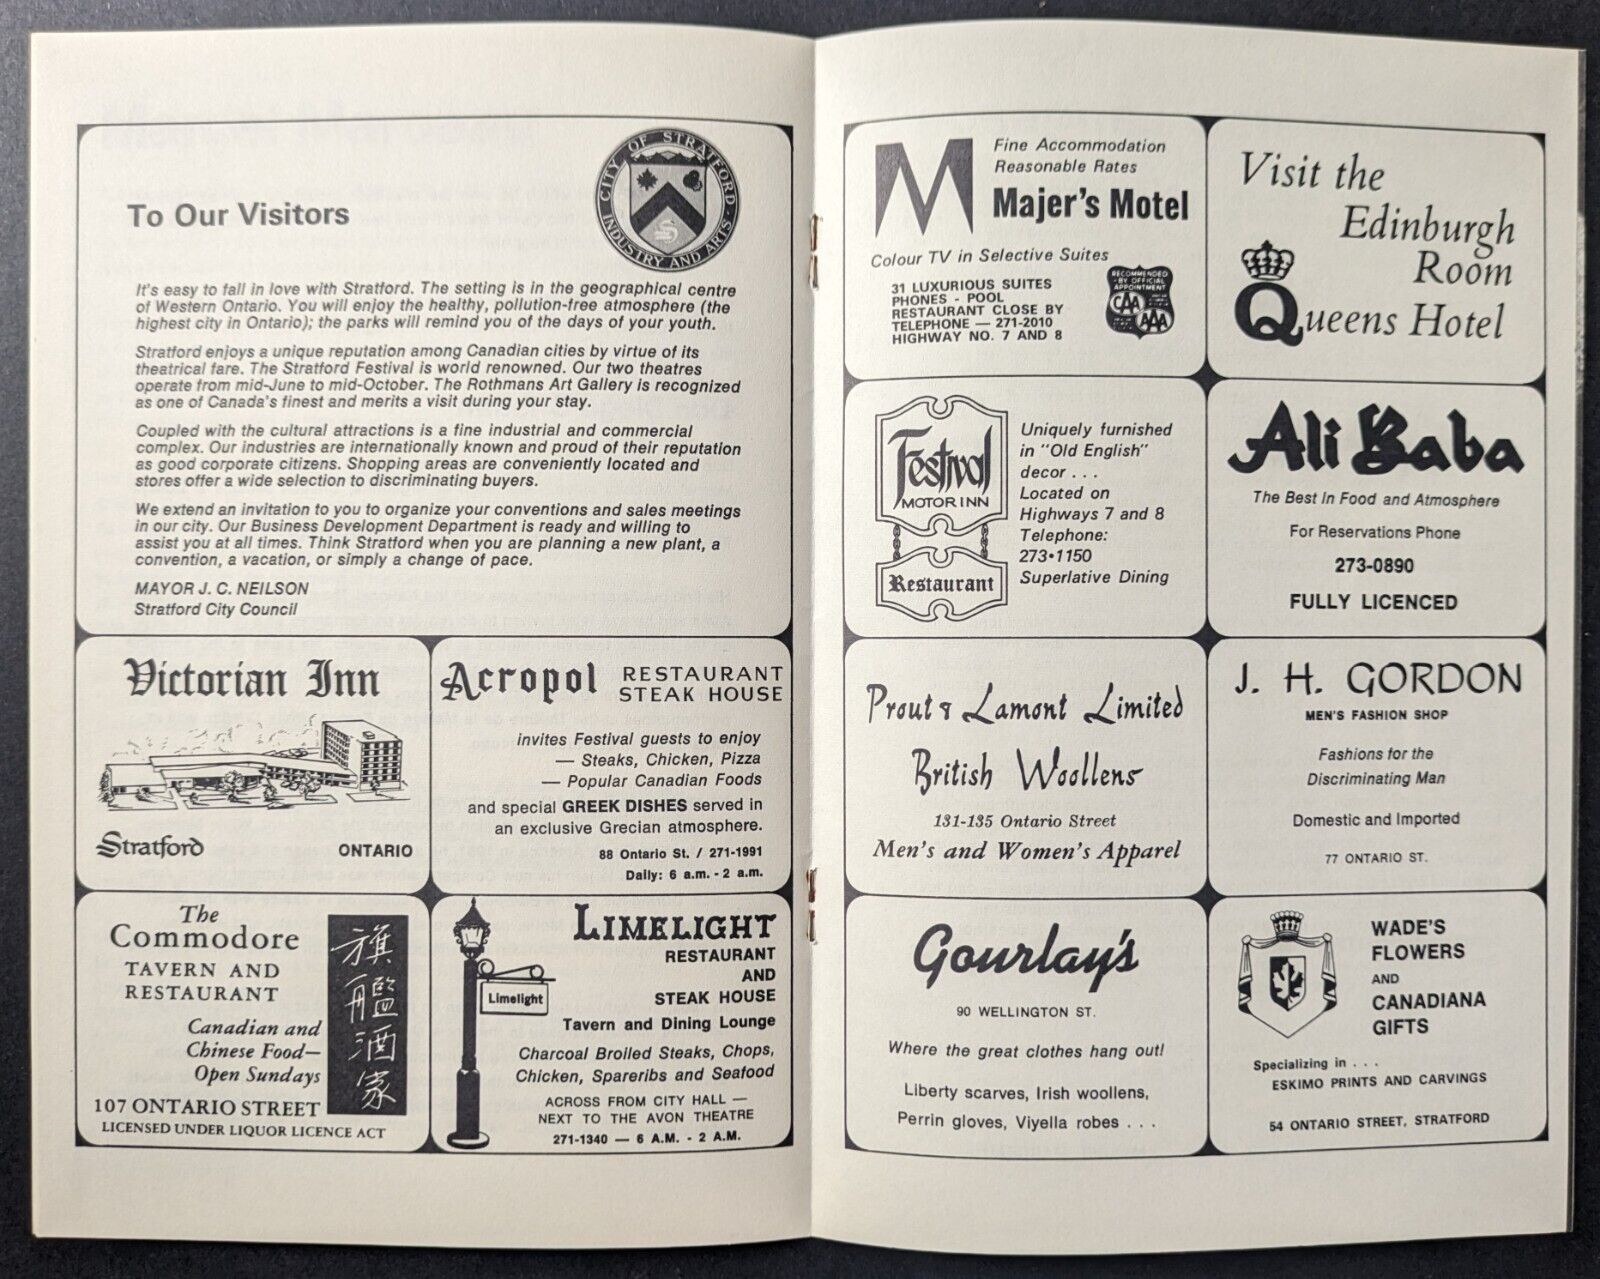 CITY OF STRATFORD
INDUSTRY AND ARTS
To Our Visitors
It's easy to fall in love with Stratford. The setting is in the geographical centre
of Western Ontario. You will enjoy the healthy, pollution-free atmosphere (the
highest city in Ontario); the parks will remind you of the days of your youth.
Stratford enjoys a unique reputation among Canadian cities by virtue of its
theatrical fare. The Stratford Festival is world renowned. Our two theatres
operate from mid-June to mid-October. The Rothmans Art Gallery is recognized
as one of Canada's finest and merits a visit during your stay.
Coupled with the cultural attractions is a fine industrial and commercial
complex. Our industries are internationally known and proud of their reputation
as good corporate citizens. Shopping areas are conveniently located and
stores offer a wide selection to discriminating buyers.
We extend an invitation to you to organize your conventions and sales meetings
in our city. Our Business Development Department is ready and willing to
assist you at all times. Think Stratford when you are planning a new plant, a
convention, a vacation, or simply a change of pace.
MAYOR J. C. NEILSON
Stratford City Council
Victorian Inn
Stratford ONTARIO
Acropol RESTAURANT
STEAK HOUSE
invites Festival guests to enjoy
— Steaks, Chicken, Pizza
— Popular Canadian Foods
and special GREEK DISHES served in
an exclusive Grecian atmosphere.
88 Ontario St. / 271-1991
Daily: 6 a.m. - 2 a.m.
The
Commodore
TAVERN AND
RESTAURANT
Canadian and
Chinese Food—
Open Sundays
107 ONTARIO STREET
LICENSED UNDER LIQUOR LICENCE ACT
旗
艦
酒
家
LIMELIGHT
RESTAURANT
AND
STEAK HOUSE
Limelight
Tavern and Dining Lounge
Charcoal Broiled Steaks, Chops,
Chicken, Spareribs and Seafood
ACROSS FROM CITY HALL —
NEXT TO THE AVON THEATRE
271-1340 — 6 A.M. - 2 A.M.
M
Fine Accommodation
Reasonable Rates
Majer's Motel
Colour TV in Selective Suites
31 LUXURIOUS SUITES
PHONES - POOL
RESTAURANT CLOSE BY
TELEPHONE — 271-2010
HIGHWAY NO. 7 AND 8
RECOMMENDED
BY OFFICIAL
APPOINTMENT
CAA
AAA
Visit the
Edinburgh
Room
Queens Hotel
Festival
MOTOR INN
Restaurant
Uniquely furnished
in "Old English"
decor . . .
Located on
Highways 7 and 8
Telephone:
273•1150
Superlative Dining
Ali Baba
The Best In Food and Atmosphere
For Reservations Phone
273-0890
FULLY LICENCED
Prout & Lamont Limited
British Woollens
131-135 Ontario Street
Men's and Women's Apparel
J. H. GORDON
MEN'S FASHION SHOP
Fashions for the
Discriminating Man
Domestic and Imported
77 ONTARIO ST.
Gourlay's
90 WELLINGTON ST.
Where the great clothes hang out!
Liberty scarves, Irish woollens,
Perrin gloves, Viyella robes . . .
WADE'S
FLOWERS
AND
CANADIANA
GIFTS
Specializing in . . .
ESKIMO PRINTS AND CARVINGS
54 ONTARIO STREET, STRATFORD